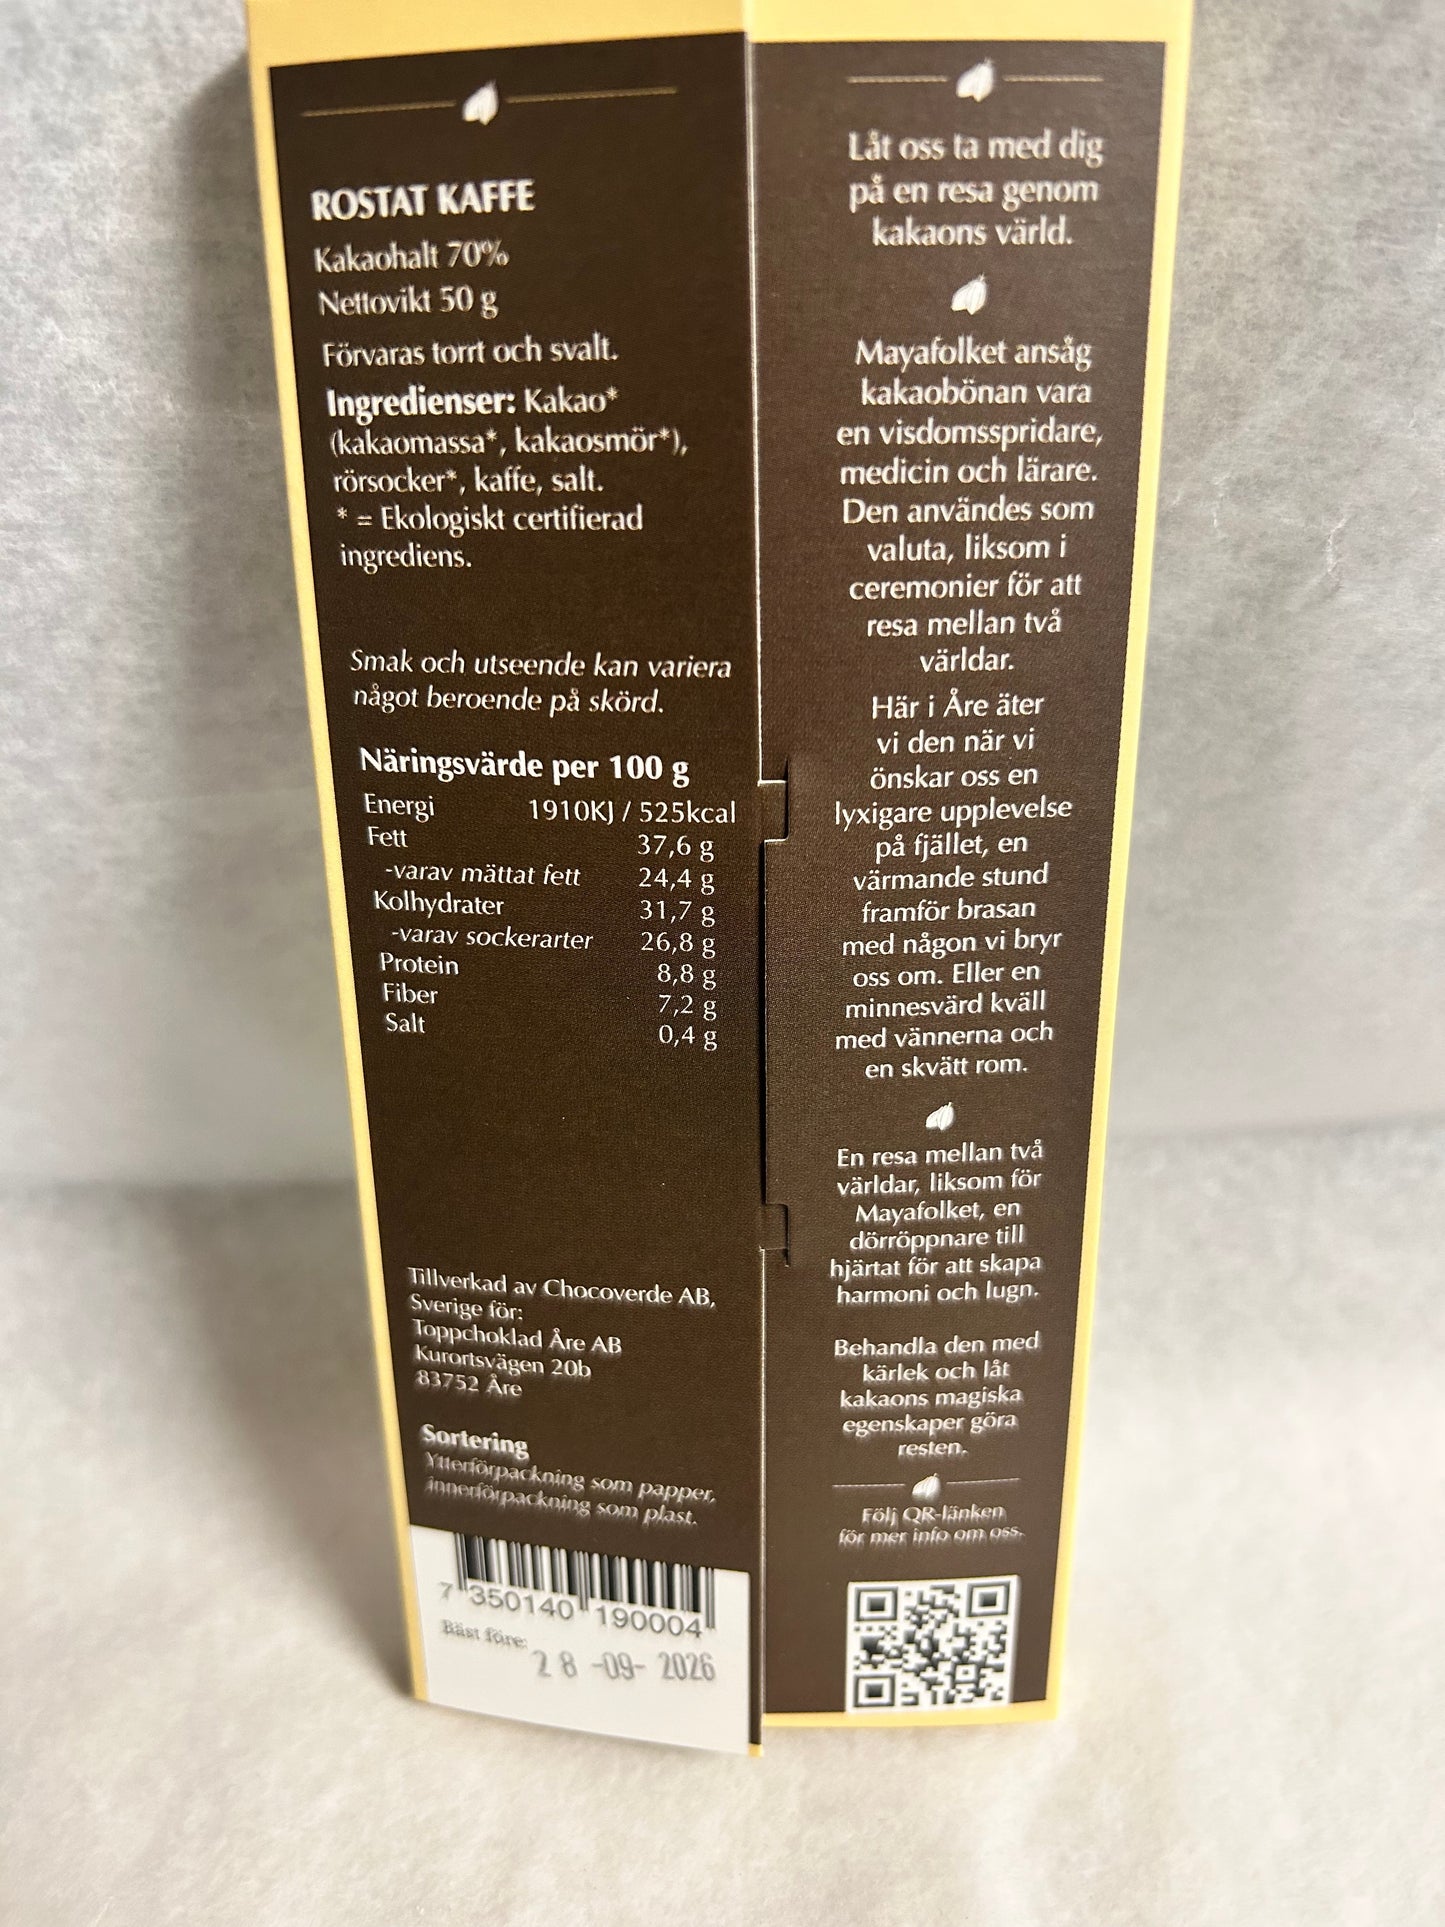 ROSTAT KAFFE
Kakaohalt 70%
Nettovikt 50 g
Förvaras torrt och svalt.
Ingredienser: Kakao*
(kakaomassa*, kakaosmör*),
rörsocker*, kaffe, salt.
* = Ekologiskt certifierad
ingrediens.
Smak och utseende kan variera
något beroende på skörd.
Näringsvärde per 100 g
Energi 1910KJ / 525kcal
Fett 37,6 g
-varav mättat fett 24,4 g
Kolhydrater 31,7 g
-varav sockerarter 26,8 g
Protein 8,8 g
Fiber 7,2 g
Salt 0,4 g
Tillverkad av Chocoverde AB,
Sverige för:
Toppchoklad Åre AB
Kurortsvägen 20b
83752 Åre
Sortering
Ytterförpackning som papper,
innerförpackning som plast.
7 350140 190004
Bäst före:
28-09-2026
Låt oss ta med dig
på en resa genom
kakaons värld.
Mayafolket ansåg
kakaobönan vara
en visdomsspridare,
medicin och lärare.
Den användes som
valuta, liksom i
ceremonier för att
resa mellan två
världar.
Här i Åre äter
vi den när vi
önskar oss en
lyxigare upplevelse
på fjället, en
värmande stund
framför brasan
med någon vi bryr
oss om. Eller en
minnesvärd kväll
med vännerna och
en skvätt rom.
En resa mellan två
världar, liksom för
Mayafolket, en
dörröppnare till
hjärtat för att skapa
harmoni och lugn.
Behandla den med
kärlek och låt
kakaons magiska
egenskaper göra
resten.
Följ QR-länken
för mer info om oss.